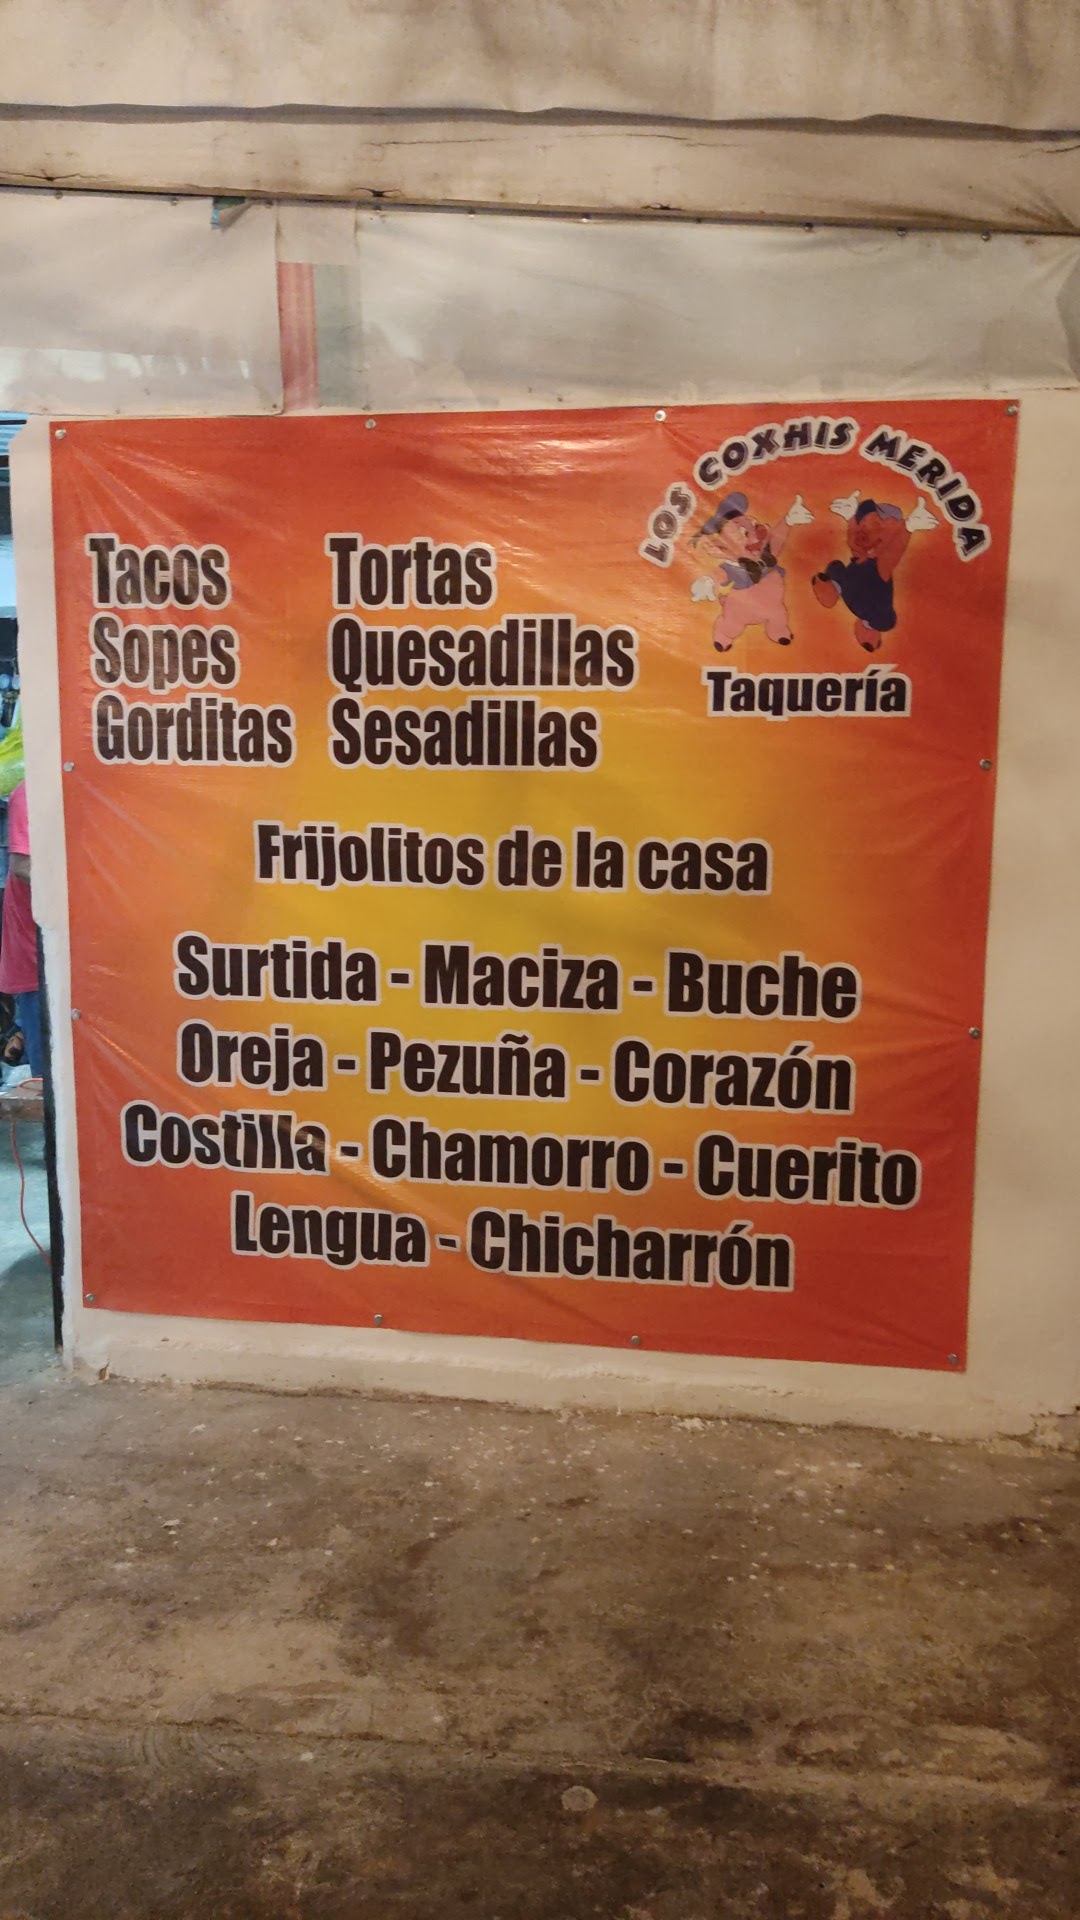 LOS COXHIS MERIDA
Taquería
Tacos
Sopes
Gorditas
Tortas
Quesadillas
Sesadillas
Frijolitos de la casa
Surtida - Maciza - Buche
Oreja - Pezuña - Corazón
Costilla - Chamorro - Cuerito
Lengua - Chicharrón